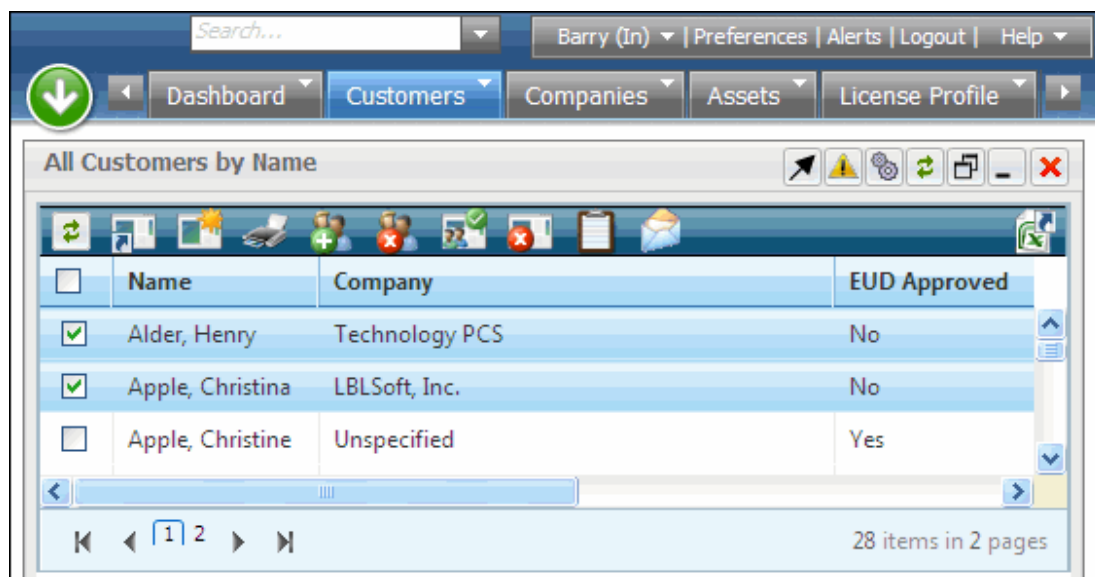 Search...
Barry (In) | Preferences | Alerts | Logout | Help
Dashboard Customers Companies Assets License Profile
All Customers by Name
Name Company EUD Approved
Alder, Henry Technology PCS No
Apple, Christina LBLSoft, Inc. No
Apple, Christine Unspecified Yes
1 2 28 items in 2 pages